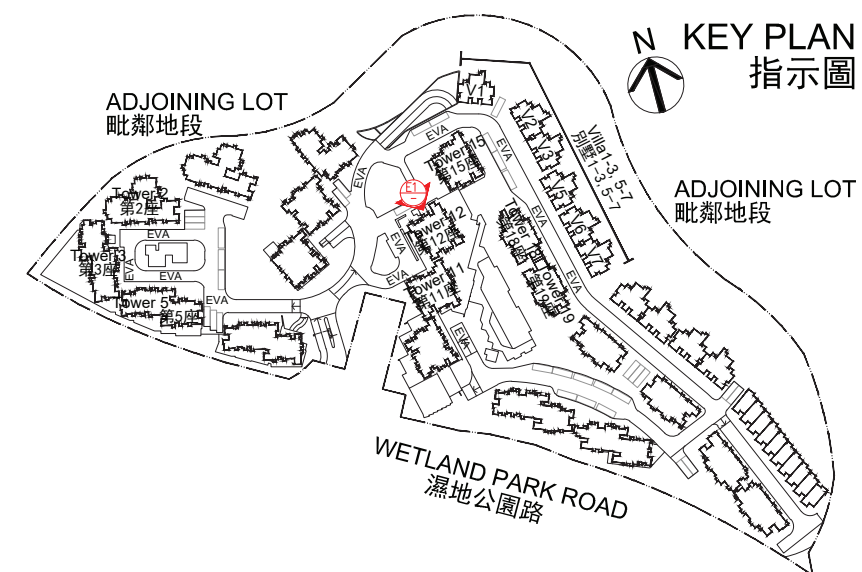 N
KEY PLAN
指示圖
ADJOINING LOT
毗鄰地段
V1
EVA
EVA
Tower 15
第15座
EVA
EVA
V2
V3
V5
V6
V7
Villa1-3, 5-7
別墅1-3, 5-7
ADJOINING LOT
毗鄰地段
E1
Tower 2
第2座
EVA
Tower 3
第3座
EVA
EVA
Tower 5
第5座
EVA
EVA
EVA
Tower 12
第12座
Tower 11
第11座
EVA
Tower 18
第18座
EVA
Tower 19
第19座
WETLAND PARK ROAD
濕地公園路